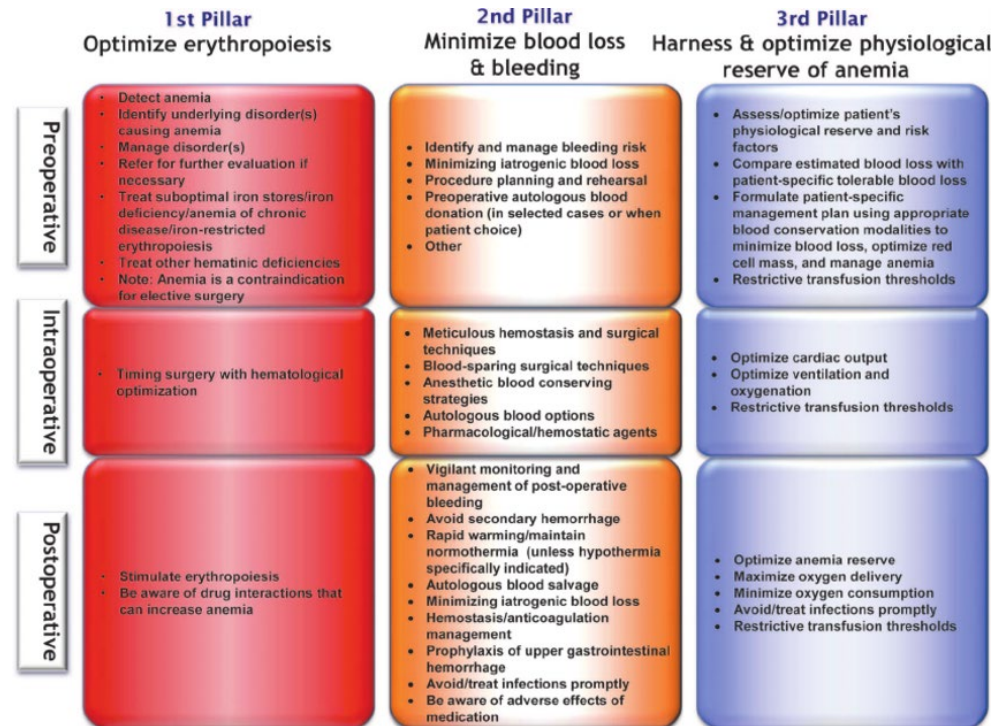 1st Pillar
Optimize erythropoiesis
2nd Pillar
Minimize blood loss
& bleeding
3rd Pillar
Harness & optimize physiological
reserve of anemia
Preoperative
• Detect anemia
• Identify underlying disorder(s)
causing anemia
• Manage disorder(s)
• Refer for further evaluation if
necessary
• Treat suboptimal iron stores/iron
deficiency/anemia of chronic
disease/iron-restricted
erythropoiesis
• Treat other hematinic deficiencies
• Note: Anemia is a contraindication
for elective surgery
• Identify and manage bleeding risk
• Minimizing iatrogenic blood loss
• Procedure planning and rehearsal
• Preoperative autologous blood
donation (in selected cases or when
patient choice)
• Other
• Assess/optimize patient's
physiological reserve and risk
factors
• Compare estimated blood loss with
patient-specific tolerable blood loss
• Formulate patient-specific
management plan using appropriate
blood conservation modalities to
minimize blood loss, optimize red
cell mass, and manage anemia
• Restrictive transfusion thresholds
Intraoperative
• Timing surgery with hematological
optimization
• Meticulous hemostasis and surgical
techniques
• Blood-sparing surgical techniques
• Anesthetic blood conserving
strategies
• Autologous blood options
• Pharmacological/hemostatic agents
• Optimize cardiac output
• Optimize ventilation and
oxygenation
• Restrictive transfusion thresholds
Postoperative
• Stimulate erythropoiesis
• Be aware of drug interactions that
can increase anemia
• Vigilant monitoring and
management of post-operative
bleeding
• Avoid secondary hemorrhage
• Rapid warming/maintain
normothermia (unless hypothermia
specifically indicated)
• Autologous blood salvage
• Minimizing iatrogenic blood loss
• Hemostasis/anticoagulation
management
• Prophylaxis of upper gastrointestinal
hemorrhage
• Avoid/treat infections promptly
• Be aware of adverse effects of
medication
• Optimize anemia reserve
• Maximize oxygen delivery
• Minimize oxygen consumption
• Avoid/treat infections promptly
• Restrictive transfusion thresholds